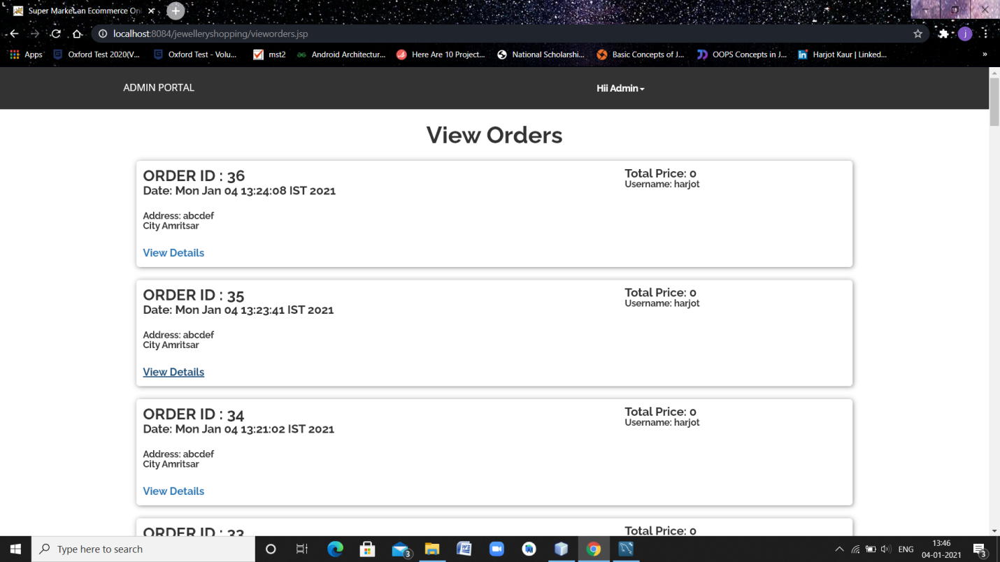 Super Market an Ecommerce On
localhost:8084/jewelleryshopping/vieworders.jsp
Apps
Oxford Test 2020(V...
Oxford Test - Volu...
mst2
Android Architectur...
Here Are 10 Project...
National Scholarshi...
Basic Concepts of J...
OOPS Concepts in J...
Harjot Kaur | Linked...
»
j
ADMIN PORTAL
Hii Admin
View Orders
ORDER ID : 36
Total Price: 0
Username: harjot
Date: Mon Jan 04 13:24:08 IST 2021
Address: abcdef
City Amritsar
View Details
ORDER ID : 35
Total Price: 0
Username: harjot
Date: Mon Jan 04 13:23:41 IST 2021
Address: abcdef
City Amritsar
View Details
ORDER ID : 34
Total Price: 0
Username: harjot
Date: Mon Jan 04 13:21:02 IST 2021
Address: abcdef
City Amritsar
View Details
ORDER ID : 33
Total Price: 0
Type here to search
3
ENG
13:46
04-01-2021
3